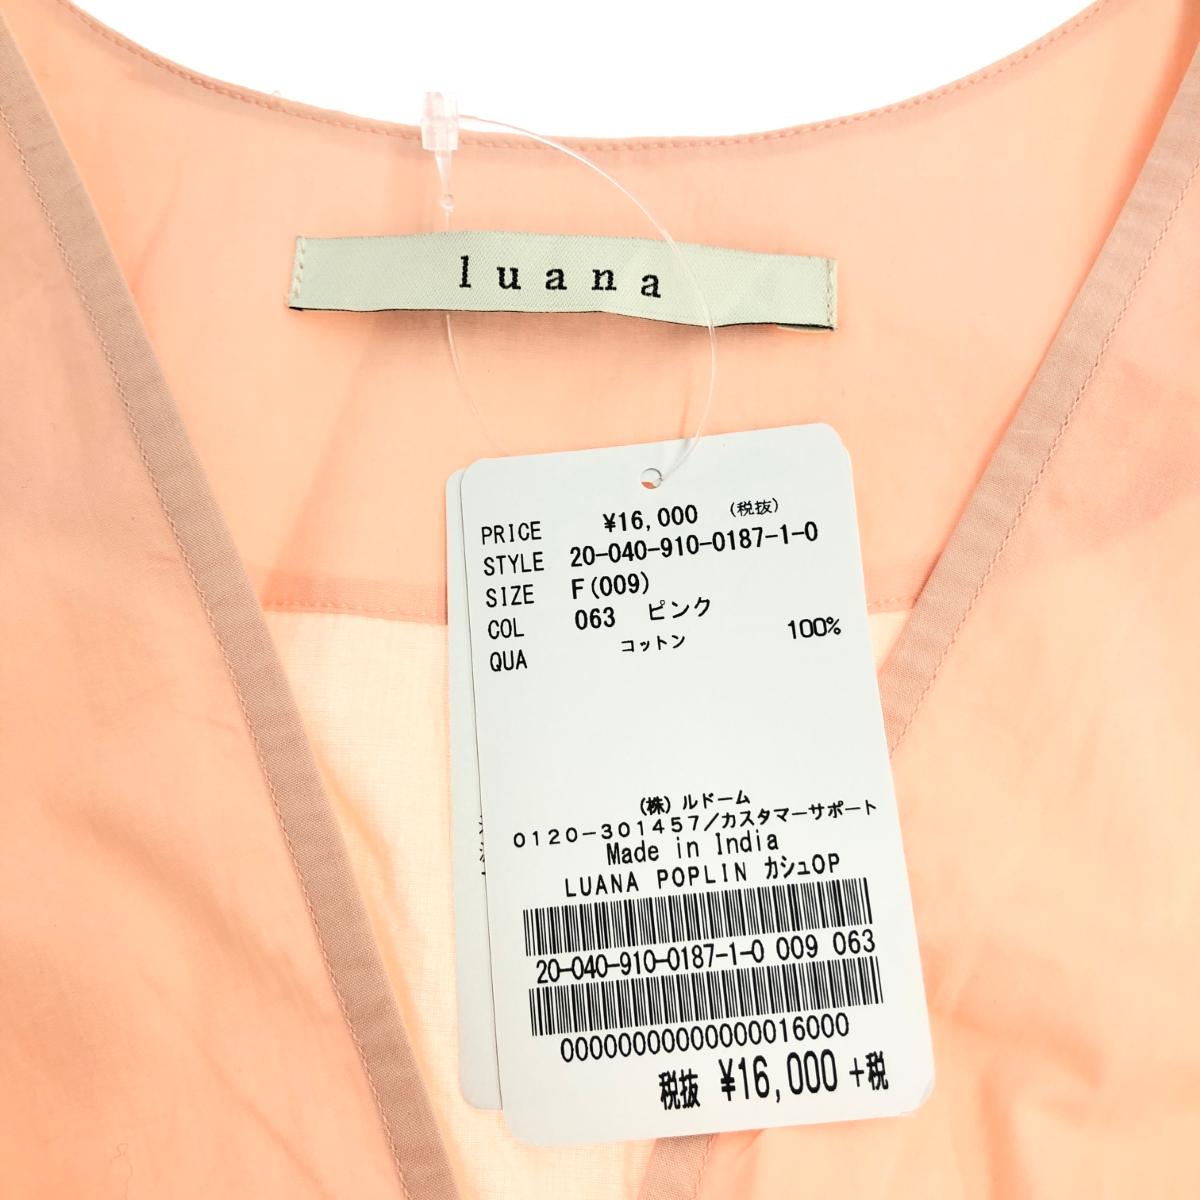 luana
PRICE ¥16,000 (税抜)
STYLE 20-040-910-0187-1-0
SIZE F(009)
COL 063 ピンク
QUA コットン 100%
(株)ルドーム
0120-301457/カスタマーサポート
Made in India
LUANA POPLIN カシュOP
20-040-910-0187-1-0 009 063
00000000000000016000
税抜 ¥16,000 +税